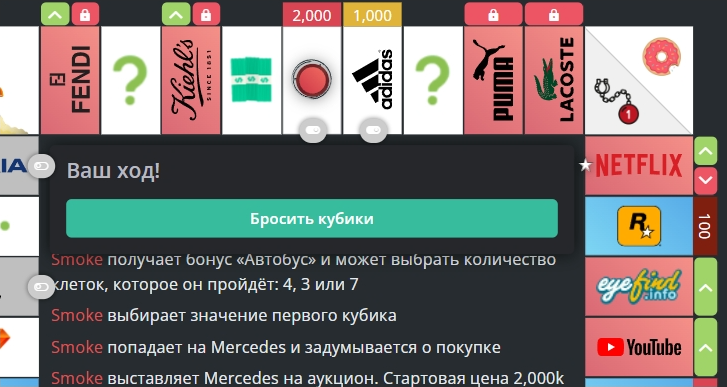 2,000
1,000
FENDI
?
Kiehl's
SINCE 1851
adidas
?
PUMA
LACOSTE
1
IA
Ваш ход!
NETFLIX
Бросить кубики
R
100
Smoke получает бонус «Автобус» и может выбрать количество
клеток, которое он пройдёт: 4, 3 или 7
eyefind
.info
Smoke выбирает значение первого кубика
Smoke попадает на Mercedes и задумывается о покупке
YouTube
Smoke выставляет Mercedes на аукцион. Стартовая цена 2,000k